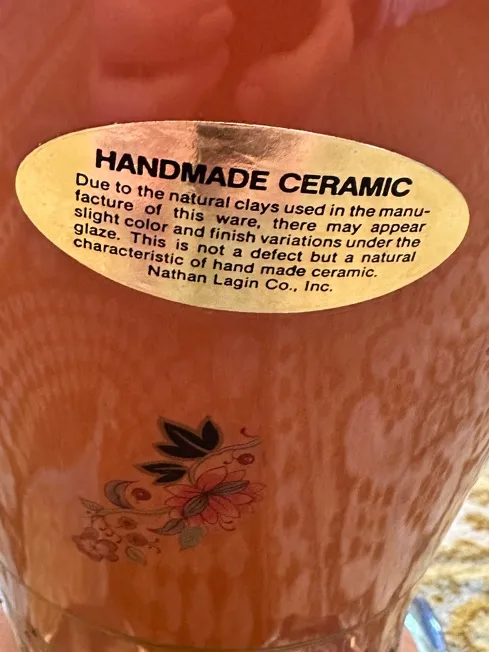 HANDMADE CERAMIC
Due to the natural clays used in the manu-
facture of this ware, there may appear
slight color and finish variations under the
glaze. This is not a defect but a natural
characteristic of hand made ceramic.
Nathan Lagin Co., Inc.